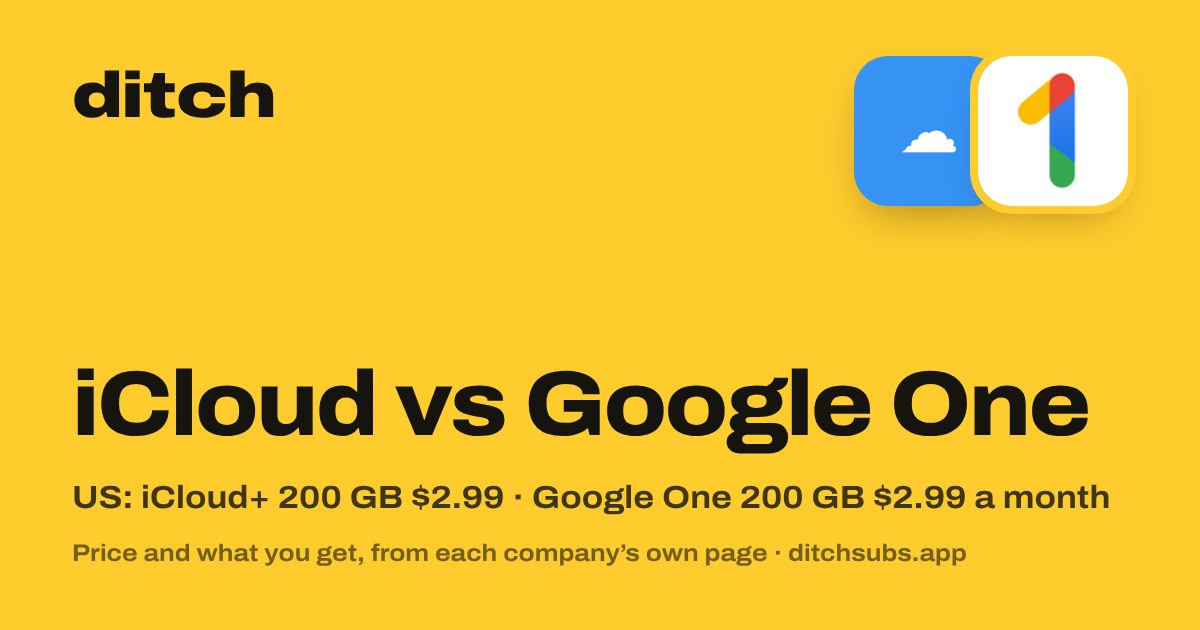 ditch
iCloud vs Google One
US: iCloud+ 200 GB $2.99 · Google One 200 GB $2.99 a month
Price and what you get, from each company’s own page · ditchsubs.app